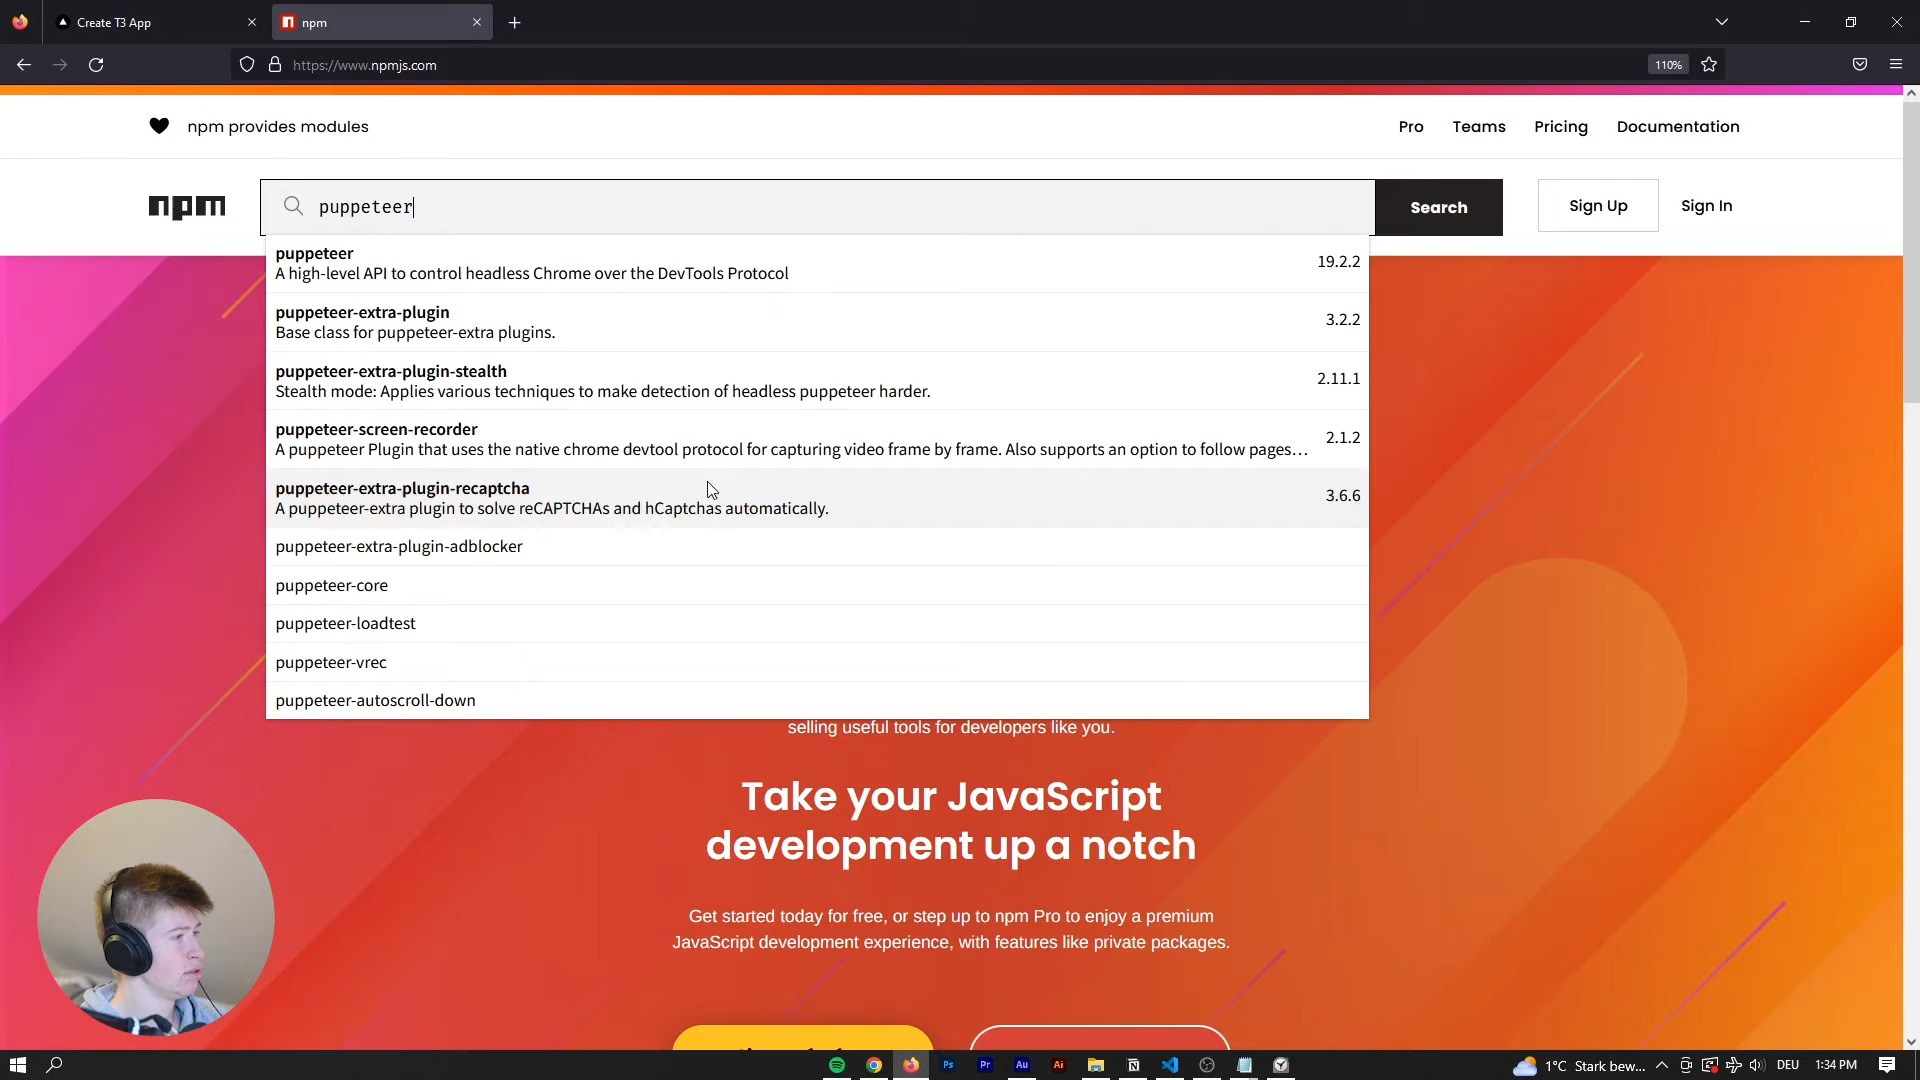 Create T3 App
npm
https://www.npmjs.com
110%
npm provides modules
Pro
Teams
Pricing
Documentation
npm
puppeteer
Search
Sign Up
Sign In
puppeteer
A high-level API to control headless Chrome over the DevTools Protocol
19.2.2
puppeteer-extra-plugin
Base class for puppeteer-extra plugins.
3.2.2
puppeteer-extra-plugin-stealth
Stealth mode: Applies various techniques to make detection of headless puppeteer harder.
2.11.1
puppeteer-screen-recorder
A puppeteer Plugin that uses the native chrome devtool protocol for capturing video frame by frame. Also supports an option to follow pages…
2.1.2
puppeteer-extra-plugin-recaptcha
A puppeteer-extra plugin to solve reCAPTCHAs and hCaptchas automatically.
3.6.6
puppeteer-extra-plugin-adblocker
puppeteer-core
puppeteer-loadtest
puppeteer-vrec
puppeteer-autoscroll-down
selling useful tools for developers like you.
Take your JavaScript
development up a notch
Get started today for free, or step up to npm Pro to enjoy a premium
JavaScript development experience, with features like private packages.
Ps
Pr
Au
Ai
1°C Stark bew...
DEU
1:34 PM